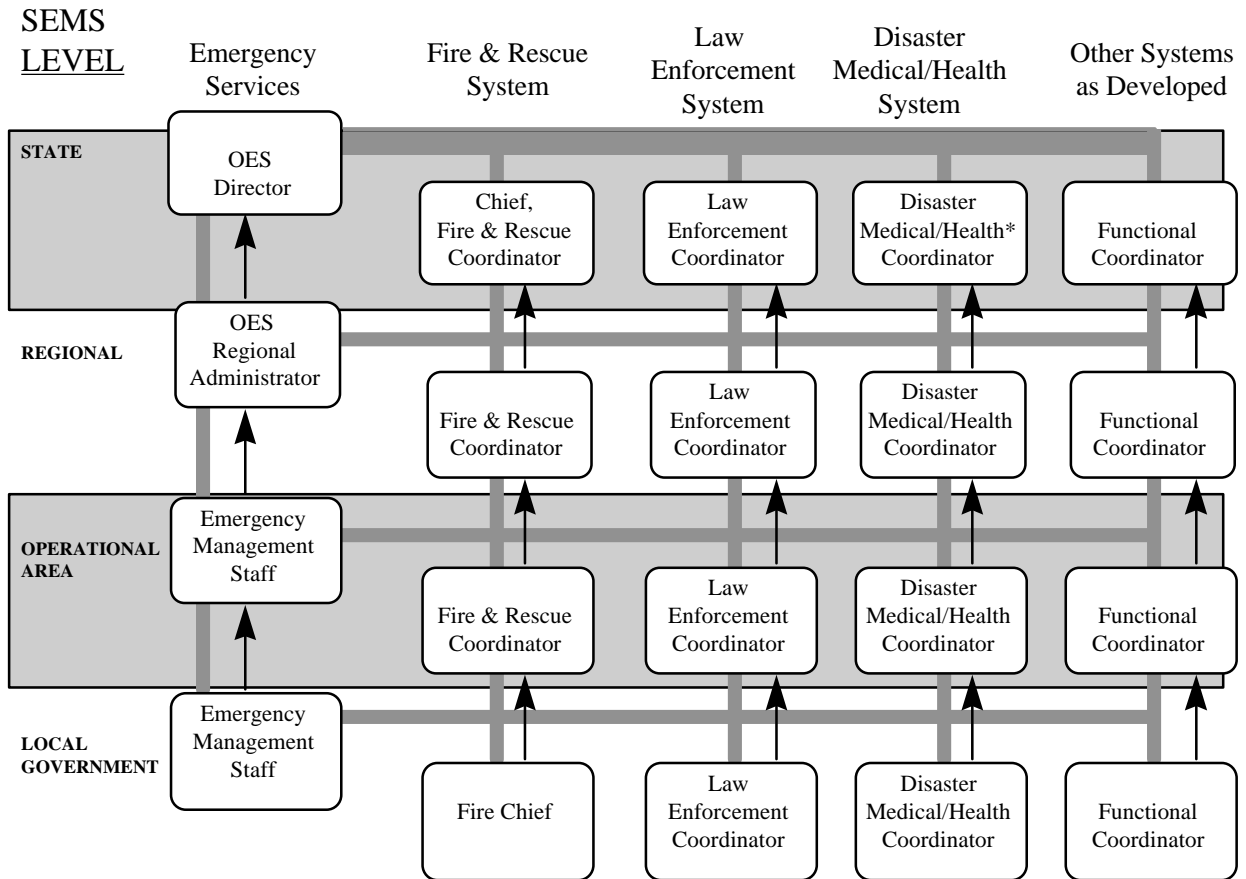 SEMS
LEVEL
Emergency
Services
Fire & Rescue
System
Law
Enforcement
System
Disaster
Medical/Health
System
Other Systems
as Developed
STATE
OES
Director
Chief,
Fire & Rescue
Coordinator
Law
Enforcement
Coordinator
Disaster
Medical/Health*
Coordinator
Functional
Coordinator
REGIONAL
OES
Regional
Administrator
Fire & Rescue
Coordinator
Law
Enforcement
Coordinator
Disaster
Medical/Health
Coordinator
Functional
Coordinator
OPERATIONAL
AREA
Emergency
Management
Staff
Fire & Rescue
Coordinator
Law
Enforcement
Coordinator
Disaster
Medical/Health
Coordinator
Functional
Coordinator
LOCAL
GOVERNMENT
Emergency
Management
Staff
Fire Chief
Law
Enforcement
Coordinator
Disaster
Medical/Health
Coordinator
Functional
Coordinator